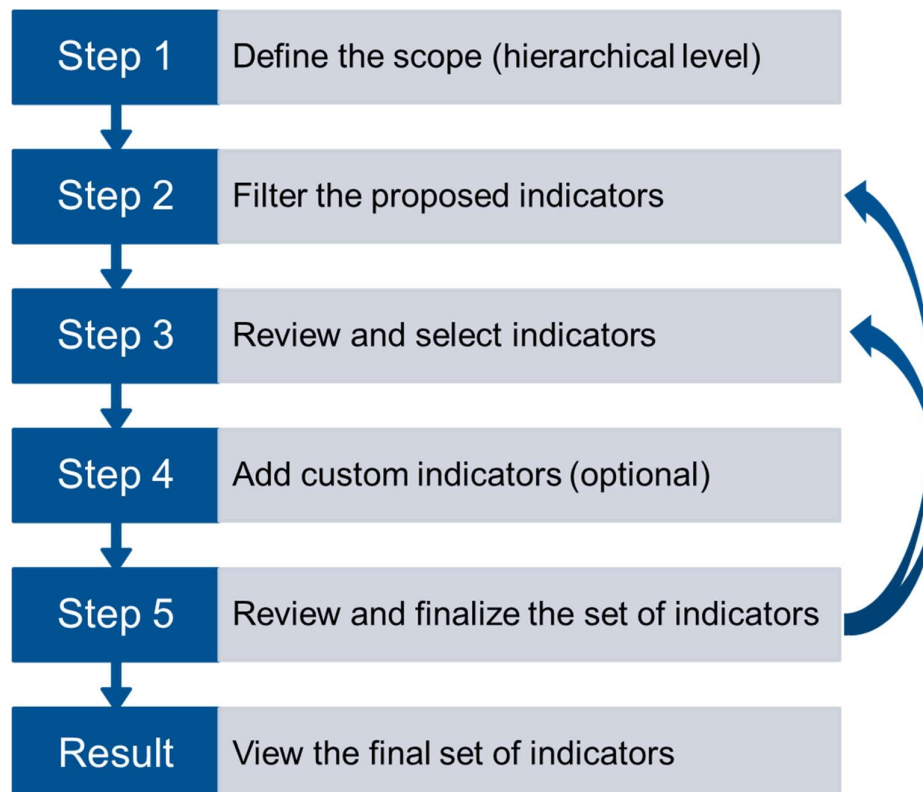 Step 1 Define the scope (hierarchical level)
Step 2 Filter the proposed indicators
Step 3 Review and select indicators
Step 4 Add custom indicators (optional)
Step 5 Review and finalize the set of indicators
Result View the final set of indicators